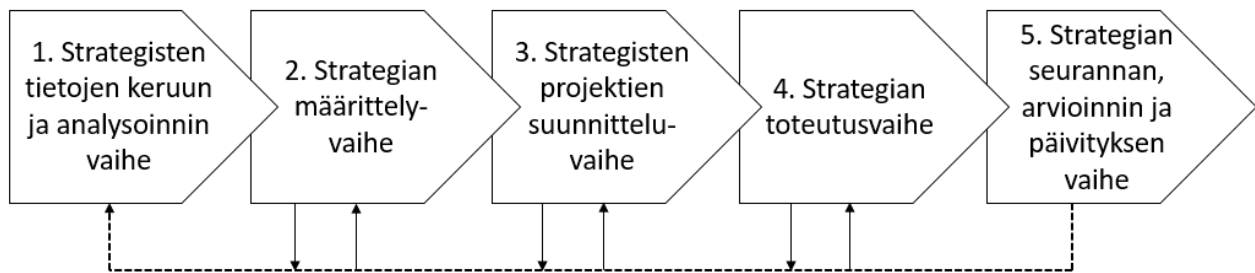 1. Strategisten
tietojen keruun
ja analysoinnin
vaihe
2. Strategian
määrittely-
vaihe
3. Strategisten
projektien
suunnittelu-
vaihe
4. Strategian
toteutusvaihe
5. Strategian
seurannan,
arvioinnin ja
päivityksen
vaihe